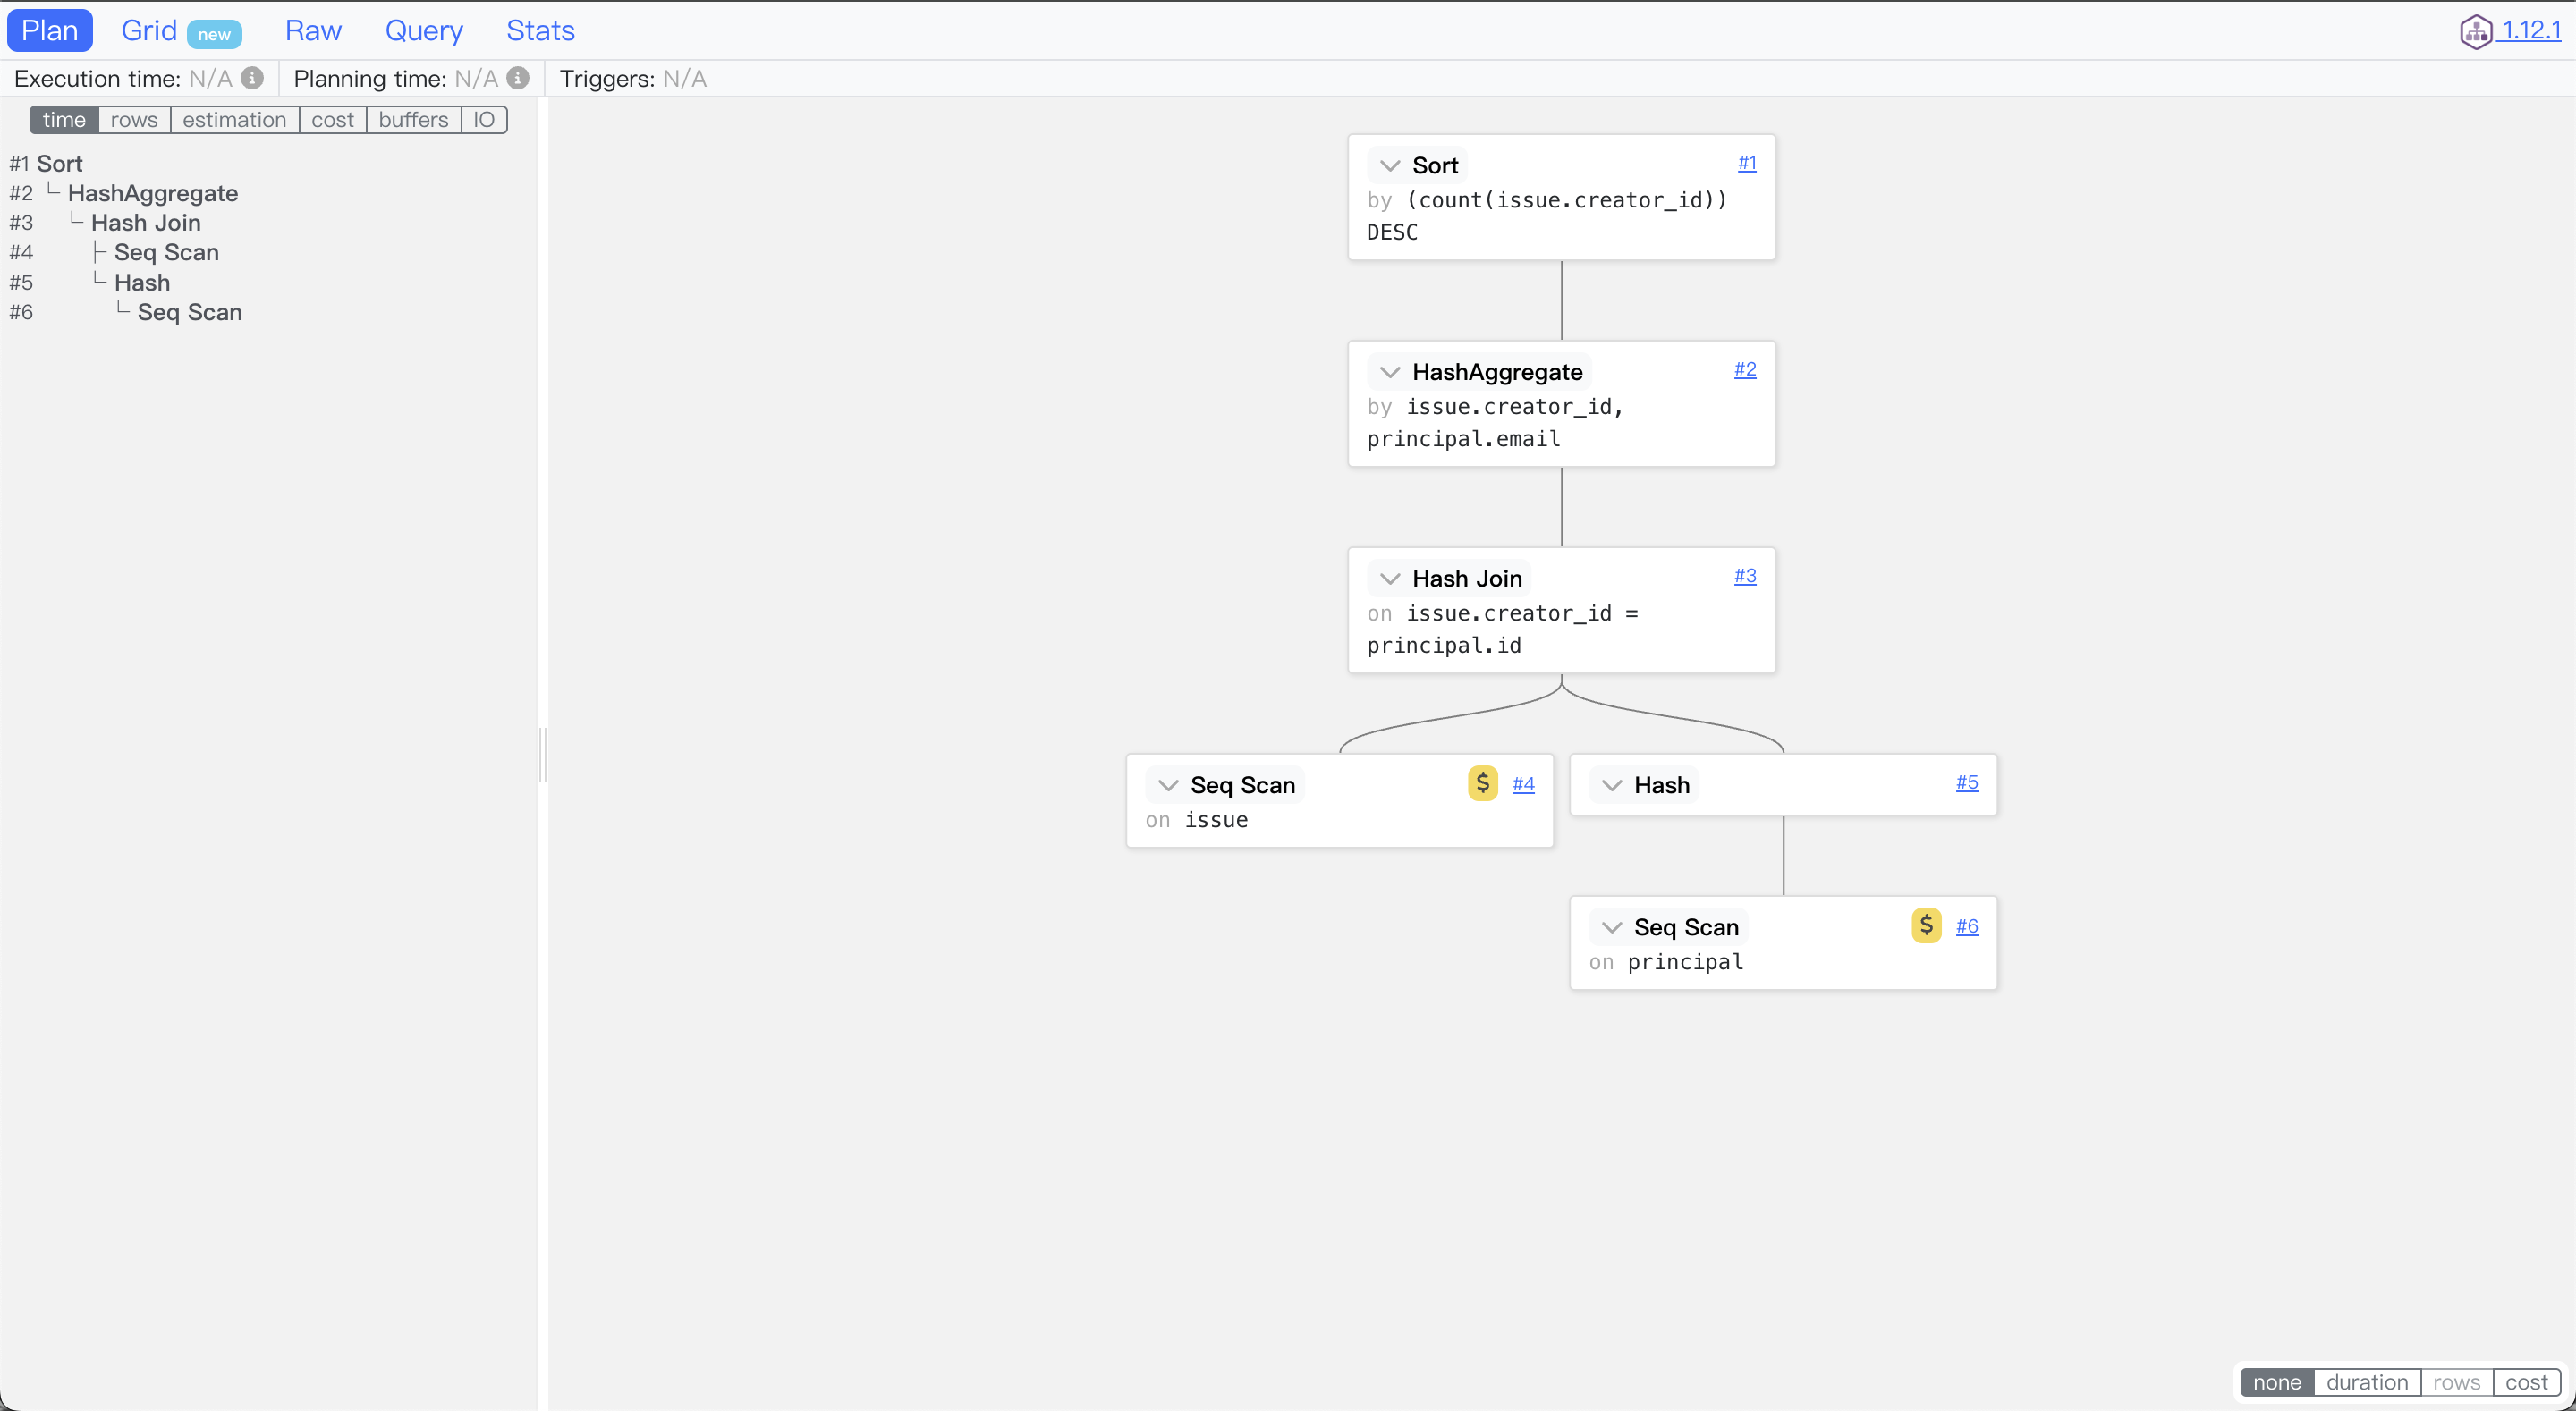 Plan Grid new Raw Query Stats 1.12.1
Execution time: N/A Planning time: N/A Triggers: N/A
time rows estimation cost buffers IO
#1 Sort
#2 HashAggregate
#3 Hash Join
#4 Seq Scan
#5 Hash
#6 Seq Scan
Sort #1
by (count(issue.creator_id))
DESC
HashAggregate #2
by issue.creator_id,
principal.email
Hash Join #3
on issue.creator_id =
principal.id
Seq Scan $ #4
on issue
Hash #5
Seq Scan $ #6
on principal
none duration rows cost